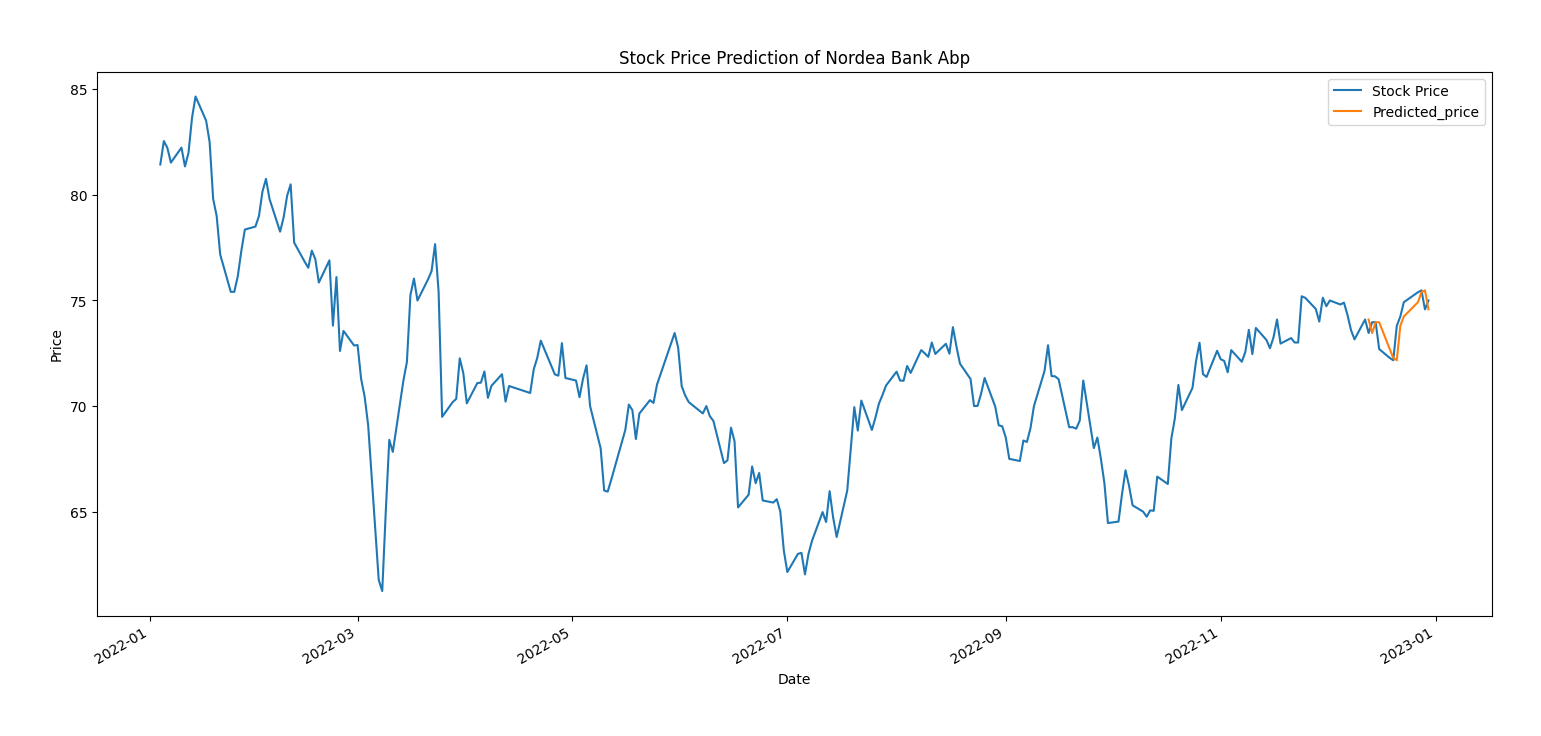 Stock Price Prediction of Nordea Bank Abp
Stock Price
Predicted_price
Price
85
80
75
70
65
2022-01
2022-03
2022-05
2022-07
2022-09
2022-11
2023-01
Date